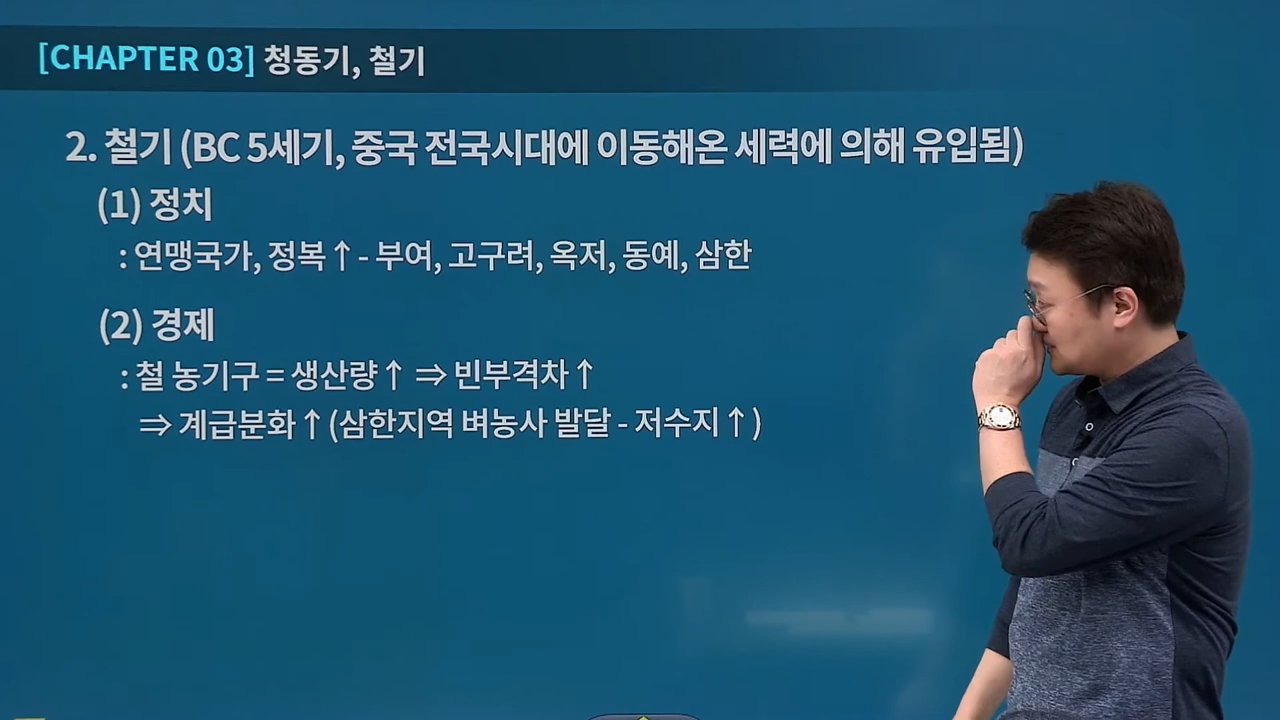 [CHAPTER 03] 청동기, 철기
2. 철기 (BC 5세기, 중국 전국시대에 이동해온 세력에 의해 유입됨)
(1) 정치
: 연맹국가, 정복↑- 부여, 고구려, 옥저, 동예, 삼한
(2) 경제
: 철 농기구 = 생산량↑ ⇒ 빈부격차↑
⇒ 계급분화↑(삼한지역 벼농사 발달 - 저수지↑)